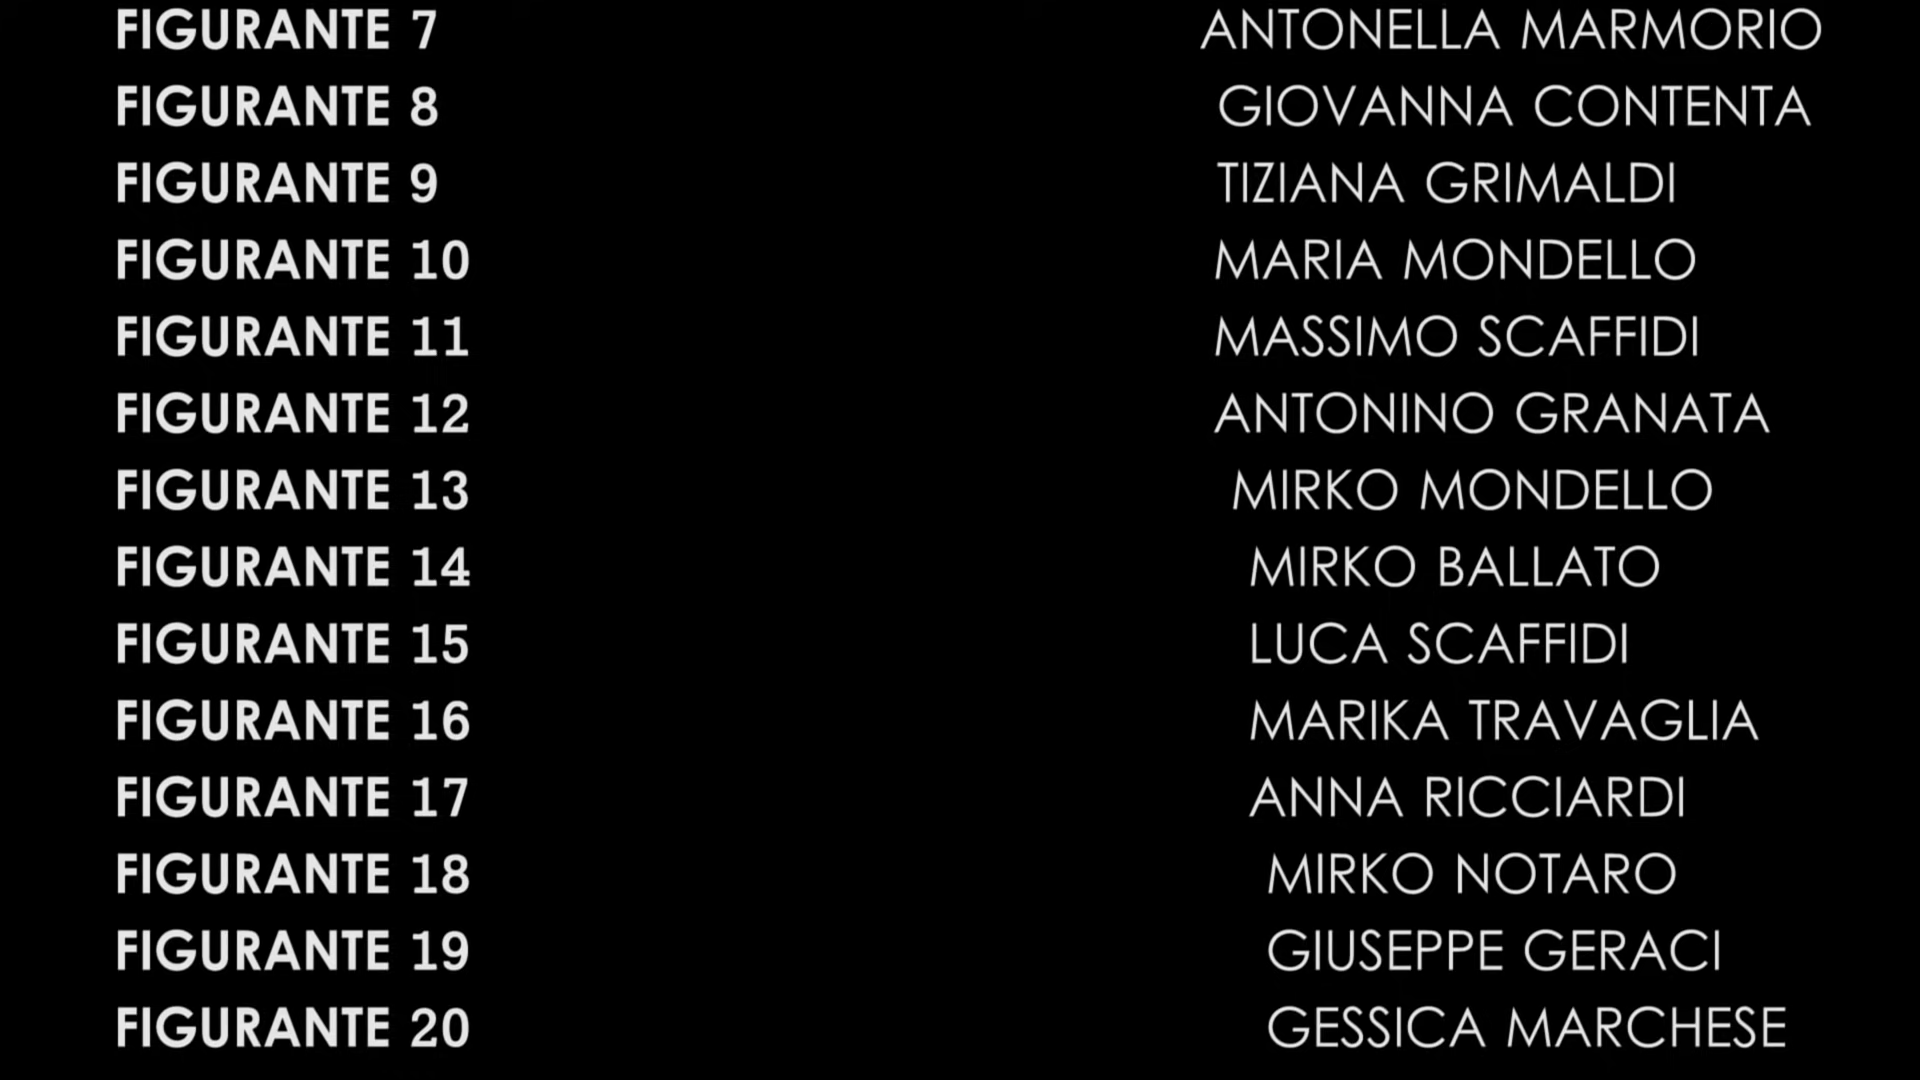 FIGURANTE 7 ANTONELLA MARMORIO
FIGURANTE 8 GIOVANNA CONTENTA
FIGURANTE 9 TIZIANA GRIMALDI
FIGURANTE 10 MARIA MONDELLO
FIGURANTE 11 MASSIMO SCAFFIDI
FIGURANTE 12 ANTONINO GRANATA
FIGURANTE 13 MIRKO MONDELLO
FIGURANTE 14 MIRKO BALLATO
FIGURANTE 15 LUCA SCAFFIDI
FIGURANTE 16 MARIKA TRAVAGLIA
FIGURANTE 17 ANNA RICCIARDI
FIGURANTE 18 MIRKO NOTARO
FIGURANTE 19 GIUSEPPE GERACI
FIGURANTE 20 GESSICA MARCHESE